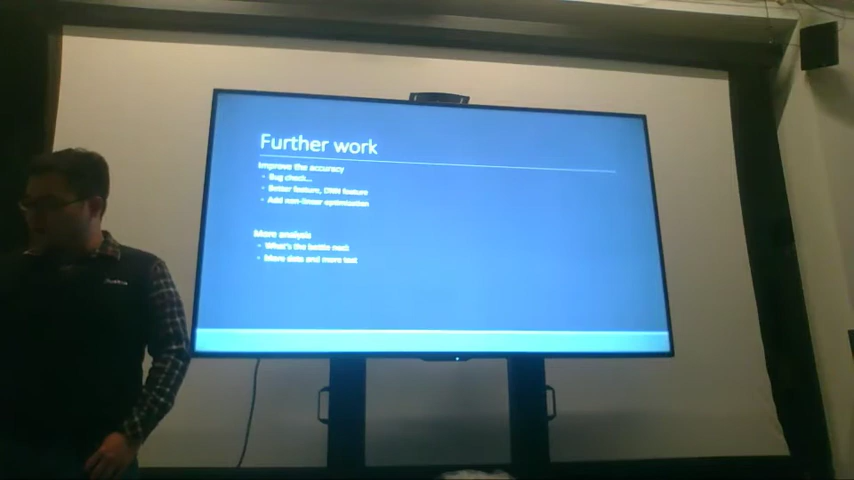 Further work
Improve the accuracy
• Bug check...
• Better feature, DNN feature
• Add non-linear optimization
More analysis
• What's the bottle neck
• More data and more test